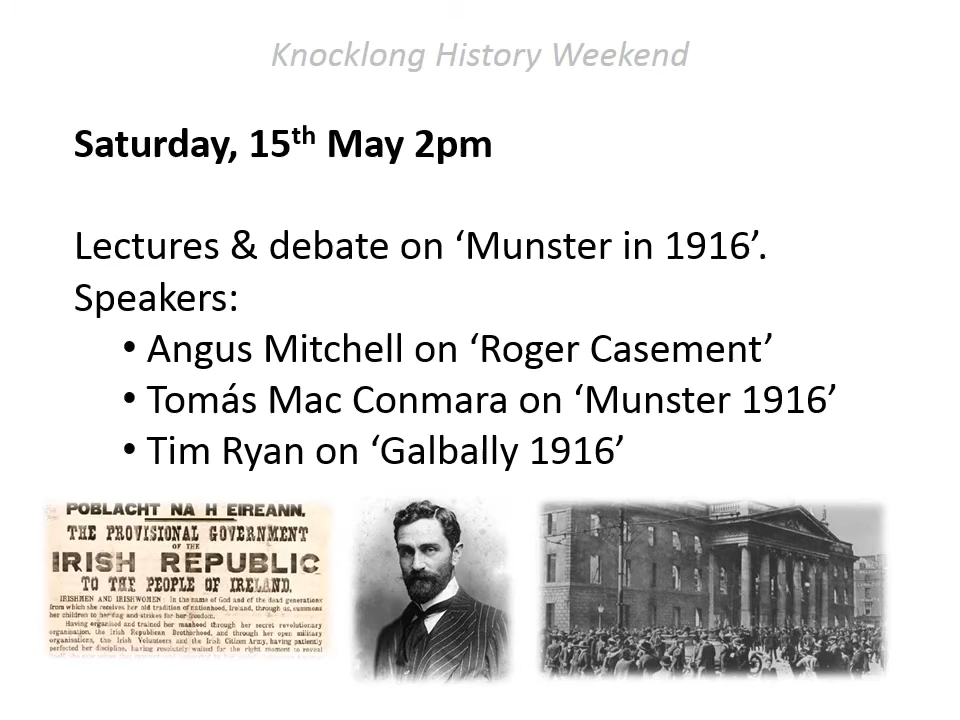 Knocklong History Weekend
Saturday, 15th May 2pm
Lectures & debate on ‘Munster in 1916’.
Speakers:
• Angus Mitchell on ‘Roger Casement’
• Tomás Mac Conmara on ‘Munster 1916’
• Tim Ryan on ‘Galbally 1916’
POBLACHT NA H EIREANN.
THE PROVISIONAL GOVERNMENT
OF THE
IRISH REPUBLIC
TO THE PEOPLE OF IRELAND.
IRISHMEN AND IRISHWOMEN: In the name of God and of the dead generations
from which she receives her old tradition of nationhood, Ireland, through us, summons
her children to her flag and strikes for her freedom.
Having organised and trained her manhood through her secret revolutionary
organisation, the Irish Republican Brotherhood, and through her open military
organisations, the Irish Volunteers and the Irish Citizen Army, having patiently
perfected her discipline, having resolutely waited for the right moment to reveal